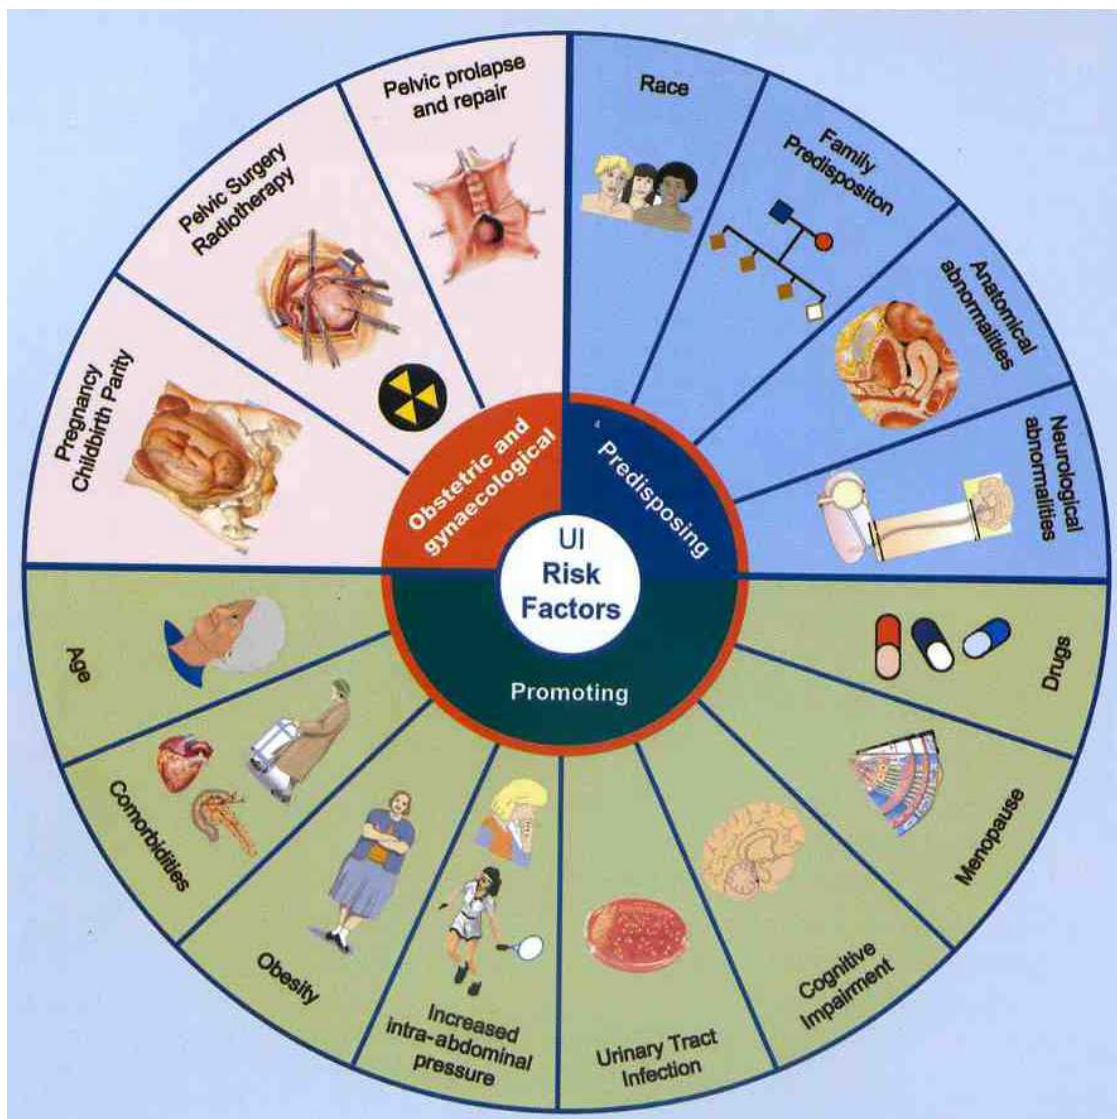 Pelvic prolapse
and repair
Race
Family
Predispositon
Anatomical
abnormalities
Neurological
abnormalities
Pelvic Surgery
Radiotherapy
Pregnancy
Childbirth Parity
Obstetric and
gynaecological
Predisposing
UI
Risk
Factors
Promoting
Age
Comorbidities
Obesity
Increased
intra-abdominal
pressure
Urinary Tract
Infection
Cognitive
Impairment
Menopause
Drugs